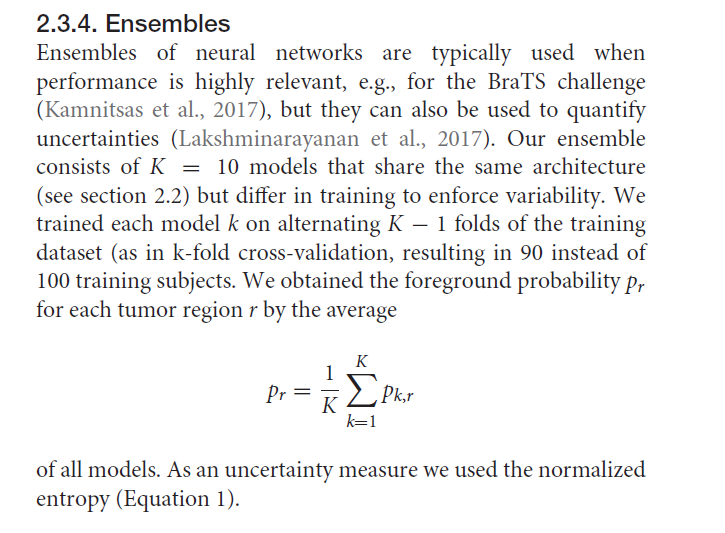 2.3.4. Ensembles
Ensembles of neural networks are typically used when
performance is highly relevant, e.g., for the BraTS challenge
(Kamnitsas et al., 2017), but they can also be used to quantify
uncertainties (Lakshminarayanan et al., 2017). Our ensemble
consists of K = 10 models that share the same architecture
(see section 2.2) but differ in training to enforce variability. We
trained each model k on alternating K − 1 folds of the training
dataset (as in k-fold cross-validation, resulting in 90 instead of
100 training subjects. We obtained the foreground probability p_r
for each tumor region r by the average
p_r = \frac{1}{K} \sum_{k=1}^{K} p_{k,r}
of all models. As an uncertainty measure we used the normalized
entropy (Equation 1).